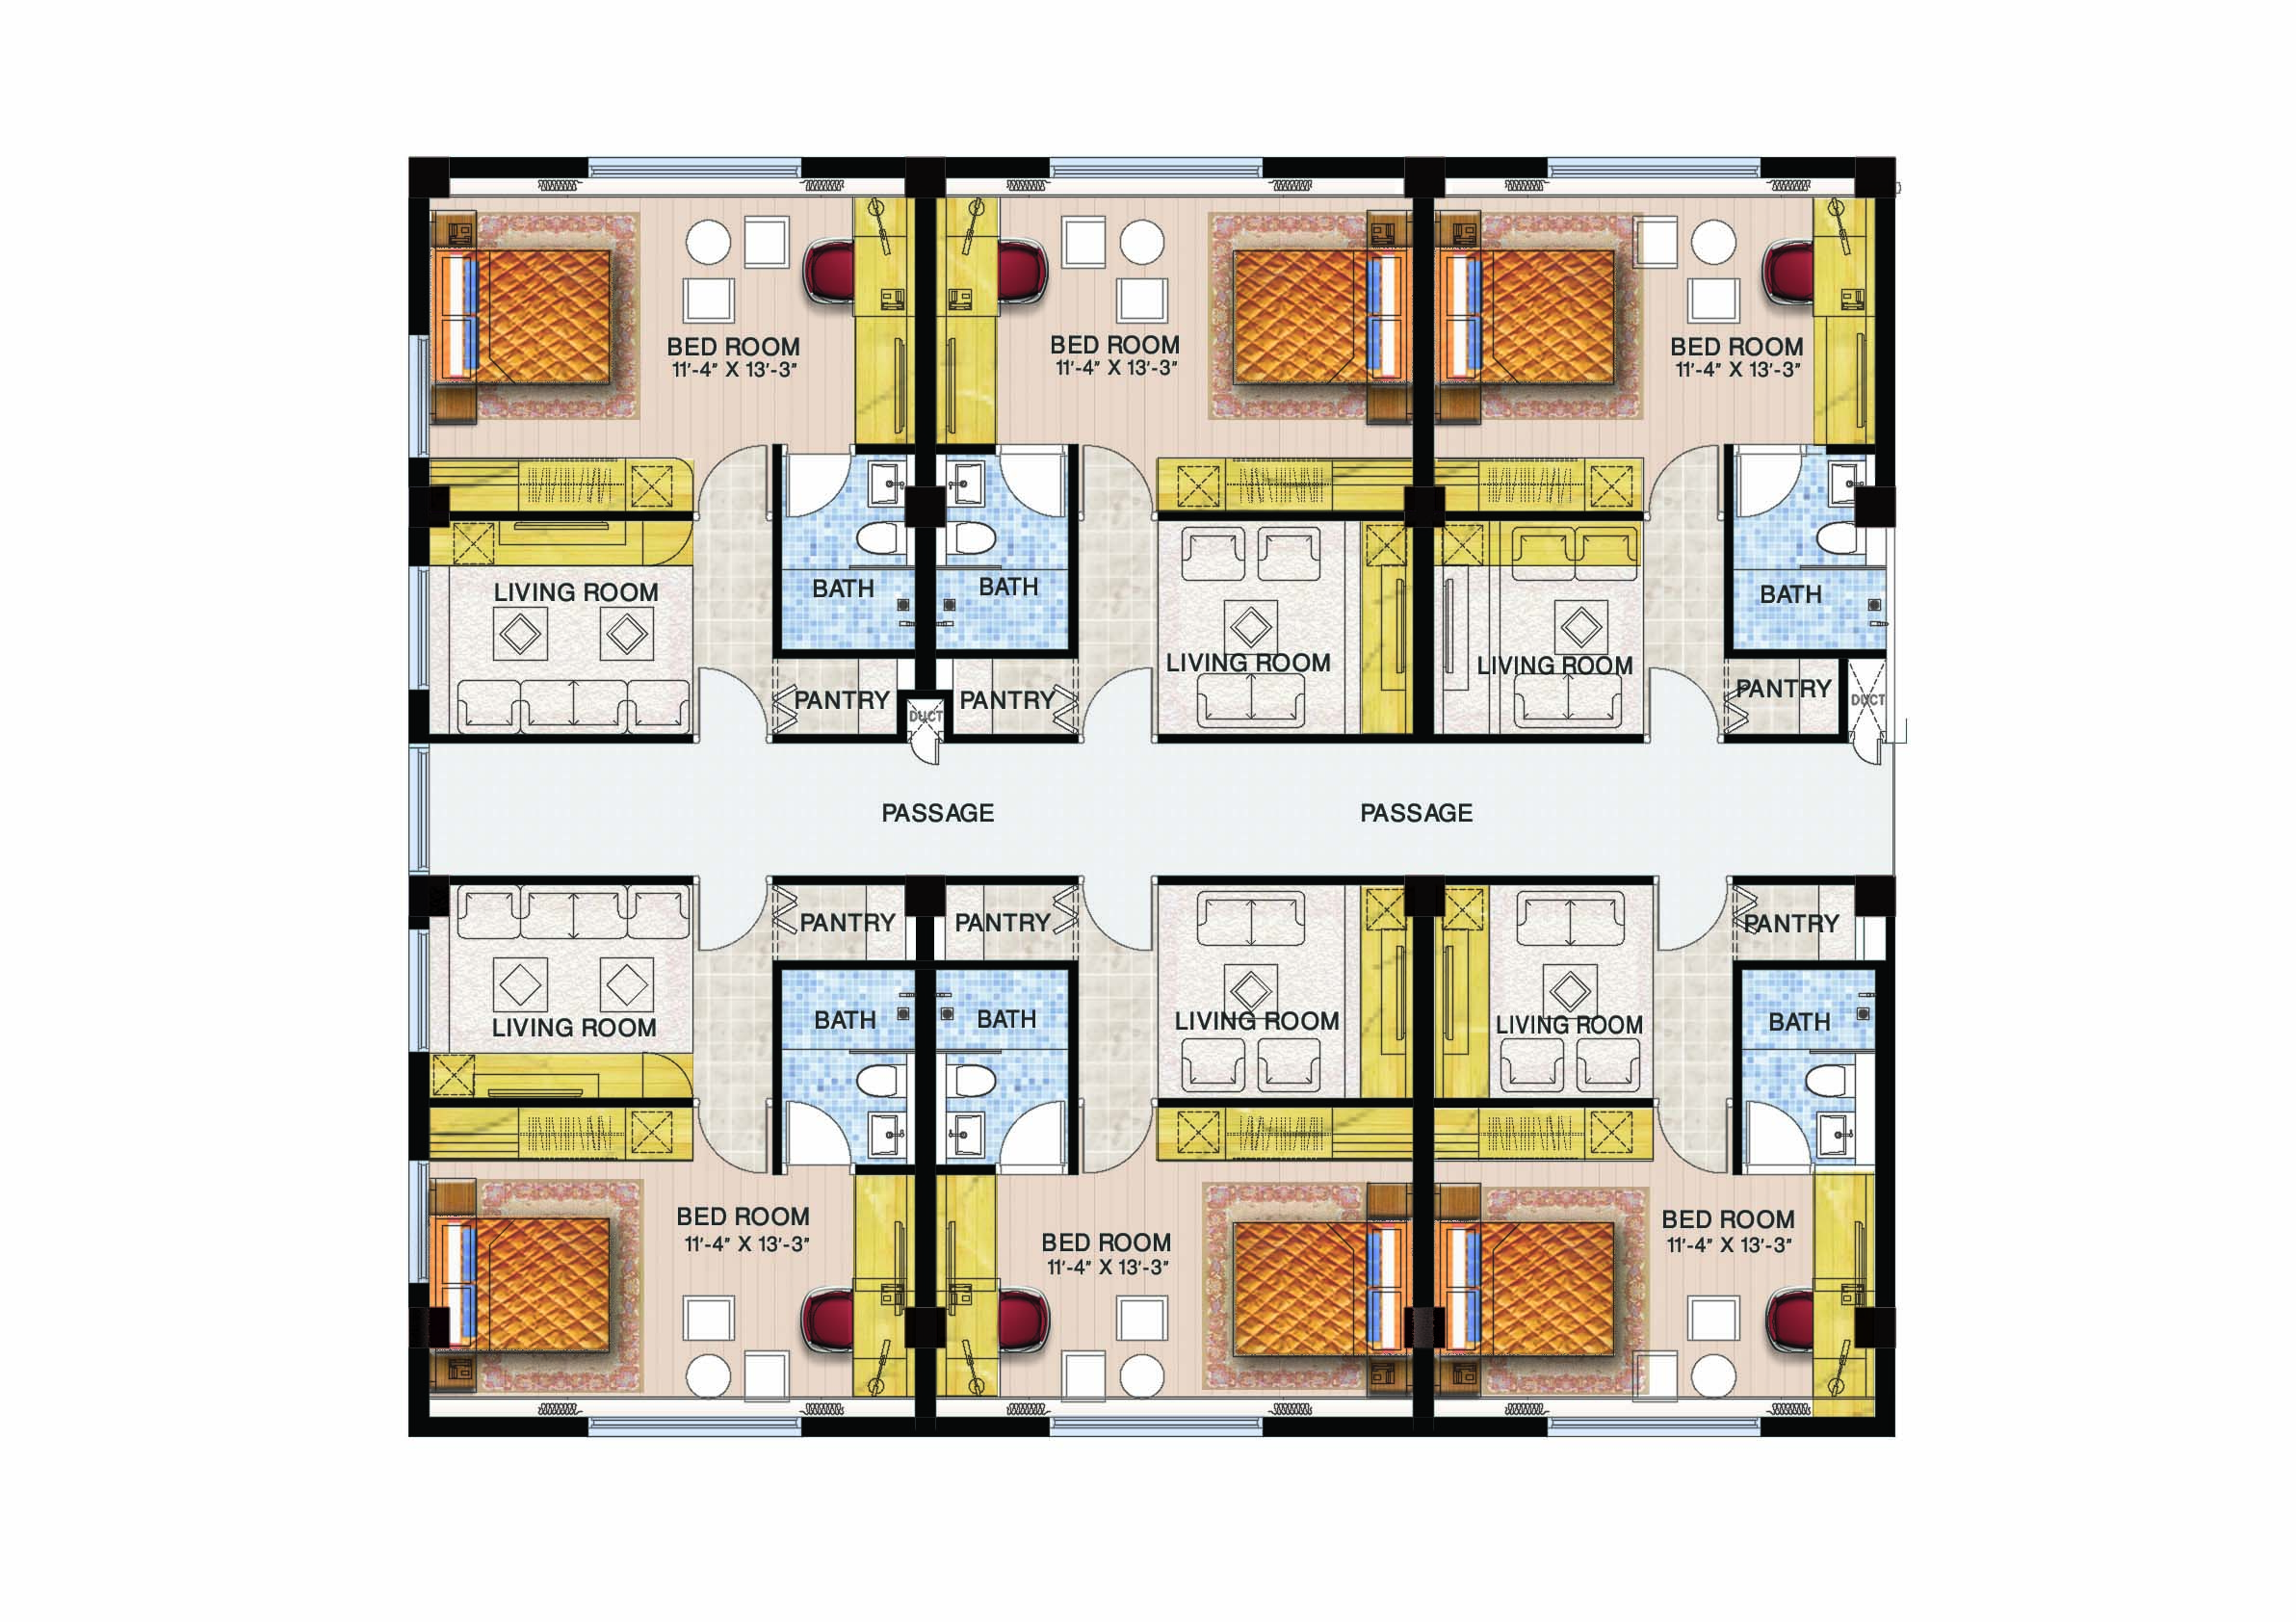 BED ROOM
11'-4" X 13'-3"
BED ROOM
11'-4" X 13'-3"
BED ROOM
11'-4" X 13'-3"
LIVING ROOM
BATH
BATH
LIVING ROOM
LIVING ROOM
BATH
PANTRY
DUCT
PANTRY
PANTRY
DUCT
PASSAGE
PASSAGE
PANTRY
PANTRY
PANTRY
LIVING ROOM
BATH
BATH
LIVING ROOM
LIVING ROOM
BATH
BED ROOM
11'-4" X 13'-3"
BED ROOM
11'-4" X 13'-3"
BED ROOM
11'-4" X 13'-3"